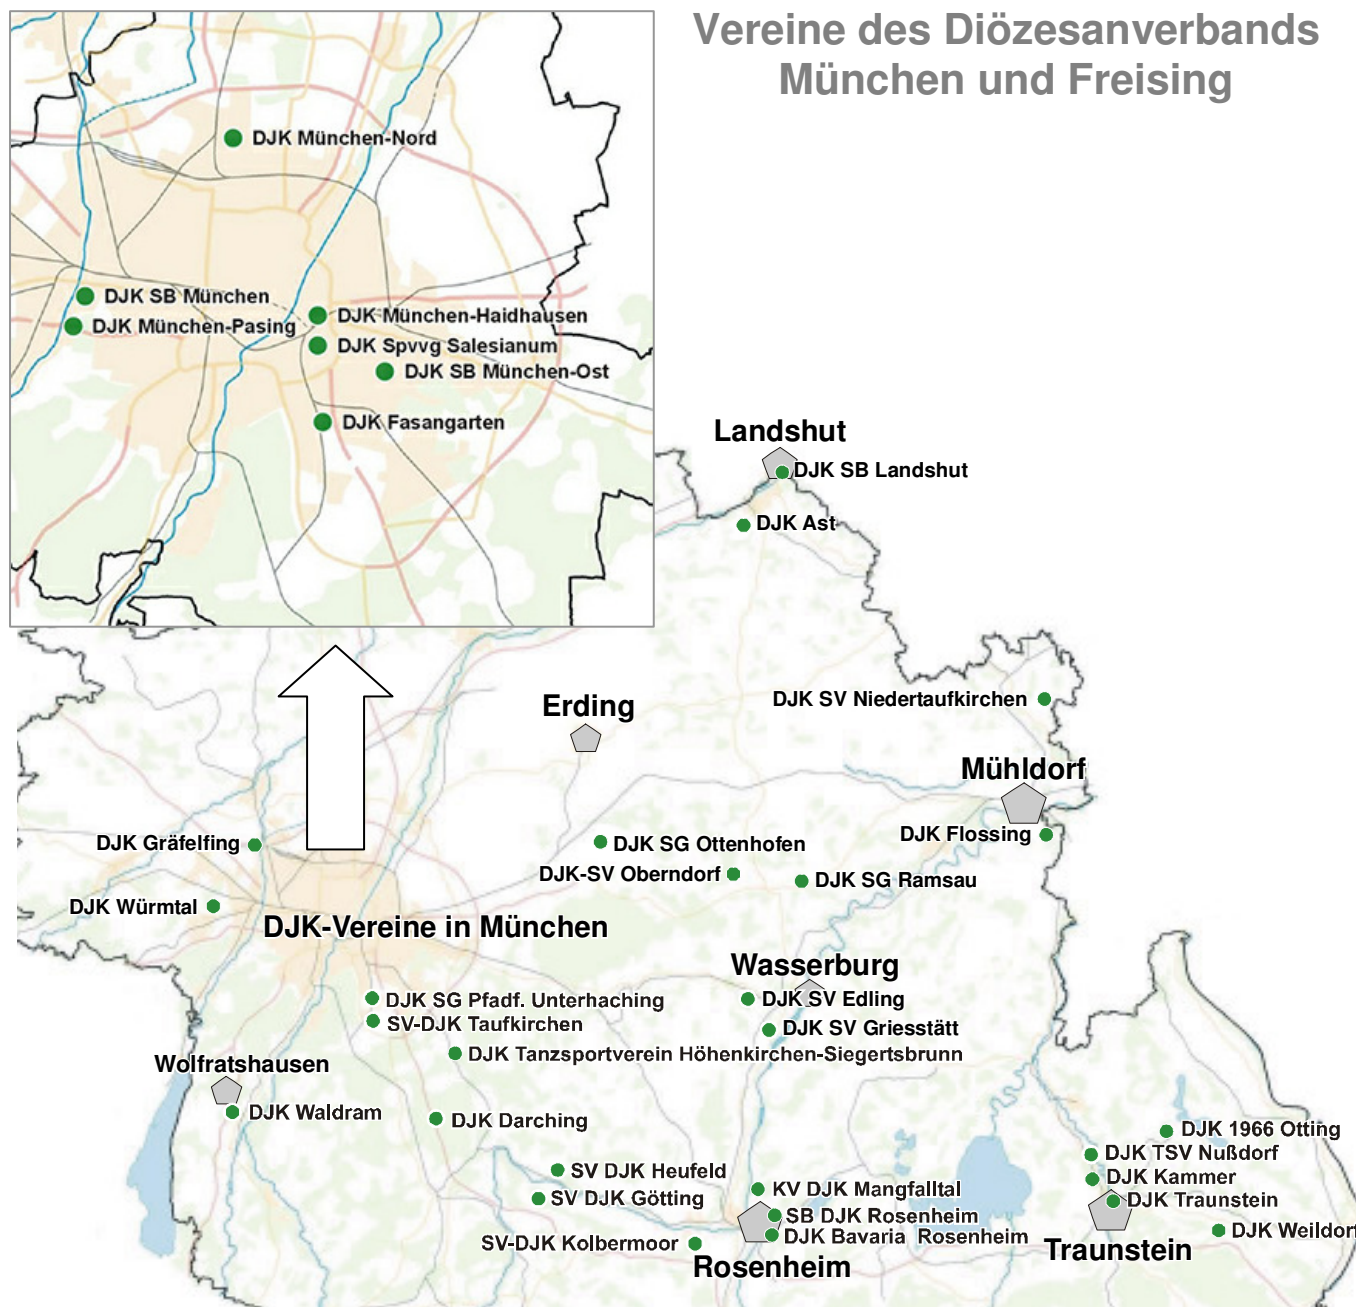 Vereine des Diözesanverbands
München und Freising
DJK München-Nord
DJK SB München
DJK München-Haidhausen
DJK München-Pasing
DJK Spvvg Salesianum
DJK SB München-Ost
DJK Fasangarten
Landshut
DJK SB Landshut
DJK Ast
DJK SV Niedertaufkirchen
Erding
Mühldorf
DJK Flossing
DJK Gräfelfing
DJK SG Ottenhofen
DJK-SV Oberndorf
DJK SG Ramsau
DJK Würmtal
DJK-Vereine in München
Wasserburg
DJK SG Pfadf. Unterhaching
DJK SV Edling
SV-DJK Taufkirchen
DJK SV Griesstätt
DJK Tanzsportverein Höhenkirchen-Siegertsbrunn
Wolfratshausen
DJK Waldram
DJK Darching
DJK 1966 Otting
DJK TSV Nußdorf
SV DJK Heufeld
DJK Kammer
KV DJK Mangfalltal
SV DJK Götting
DJK Traunstein
SB DJK Rosenheim
DJK Weildorf
DJK Bavaria Rosenheim
SV-DJK Kolbermoor
Traunstein
Rosenheim